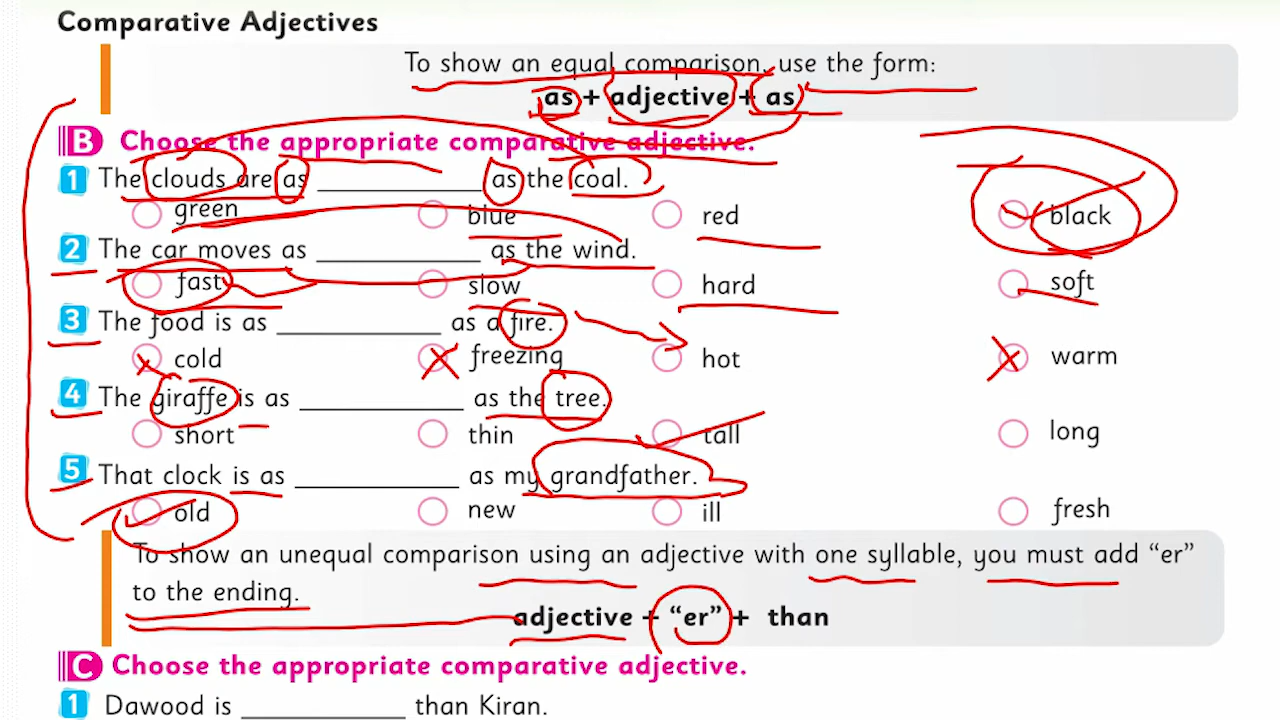 Comparative Adjectives
To show an equal comparison, use the form:
as + adjective + as
B Choose the appropriate comparative adjective.
1 The clouds are as ______________ as the coal.
green blue red black
2 The car moves as ______________ as the wind.
fast slow hard soft
3 The food is as ______________ as a fire.
cold freezing hot warm
4 The giraffe is as ______________ as the tree.
short thin tall long
5 That clock is as ______________ as my grandfather.
old new ill fresh
To show an unequal comparison using an adjective with one syllable, you must add “er”
to the ending.
adjective + “er” + than
C Choose the appropriate comparative adjective.
1 Dawood is ______________ than Kiran.